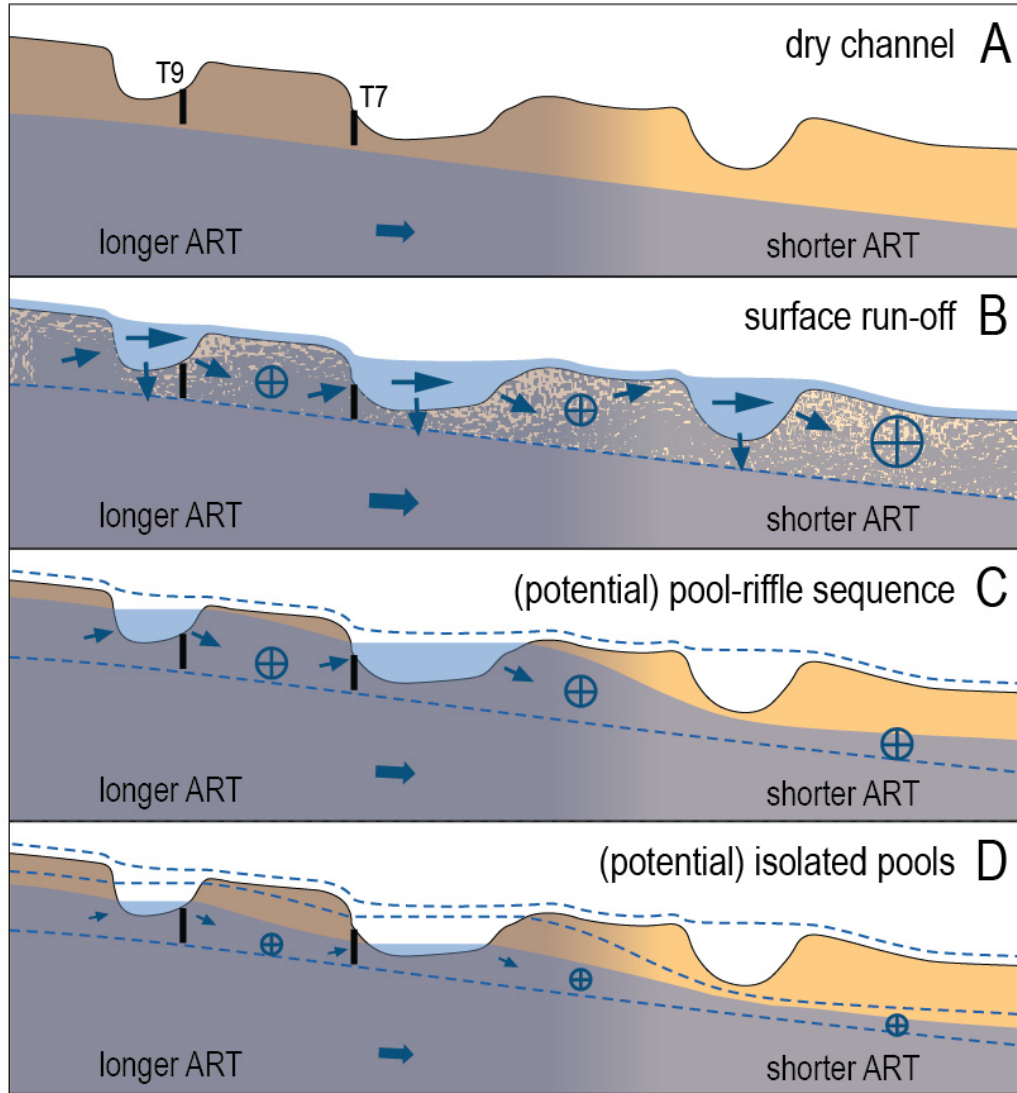 dry channel A
T9
T7
longer ART
shorter ART
surface run-off B
longer ART
shorter ART
(potential) pool-riffle sequence C
longer ART
shorter ART
(potential) isolated pools D
longer ART
shorter ART